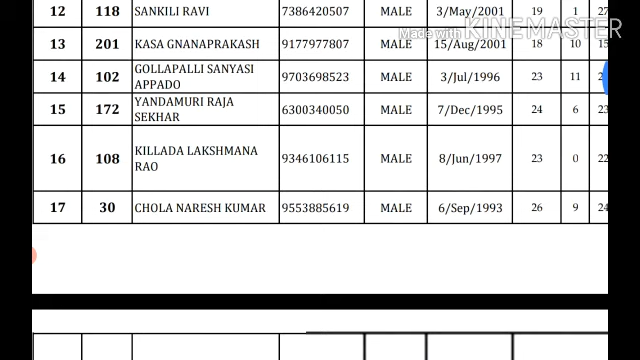 12 118 SANKILI RAVI 7386420507 MALE 3/May/2001 19 1 27
Made with KINEMASTER
13 201 KASA GNANAPRAKASH 9177977807 MALE 15/Aug/2001 18 10 15
14 102 GOLLAPALLI SANYASI APPADO 9703698523 MALE 3/Jul/1996 23 11
15 172 YANDAMURI RAJA SEKHAR 6300340050 MALE 7/Dec/1995 24 6 23
16 108 KILLADA LAKSHMANA RAO 9346106115 MALE 8/Jun/1997 23 0 22
17 30 CHOLA NARESH KUMAR 9553885619 MALE 6/Sep/1993 26 9 24